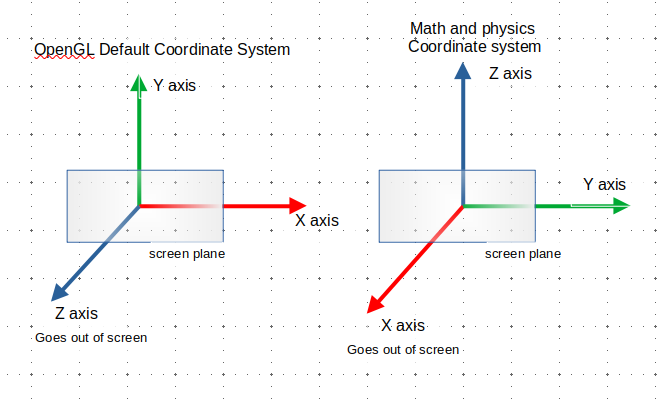 OpenGL Default Coordinate System
Y axis
X axis
screen plane
Z axis
Goes out of screen
Math and physics
Coordinate system
Z axis
Y axis
screen plane
X axis
Goes out of screen